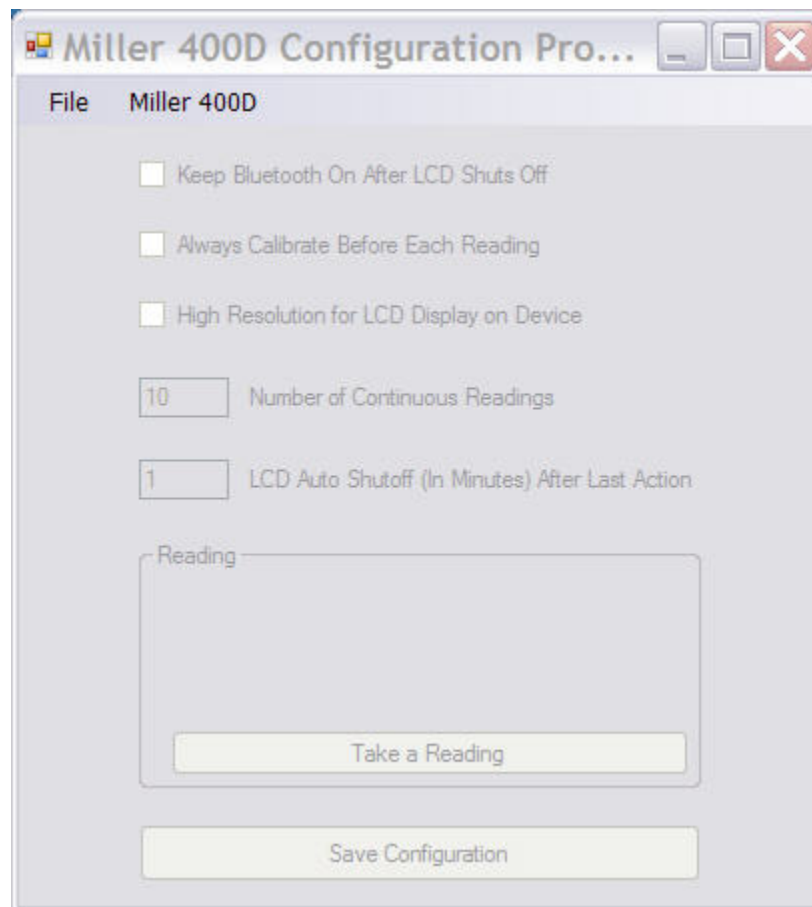 Miller 400D Configuration Pro...
File Miller 400D
Keep Bluetooth On After LCD Shuts Off
Always Calibrate Before Each Reading
High Resolution for LCD Display on Device
10 Number of Continuous Readings
1 LCD Auto Shutoff (In Minutes) After Last Action
Reading
Take a Reading
Save Configuration